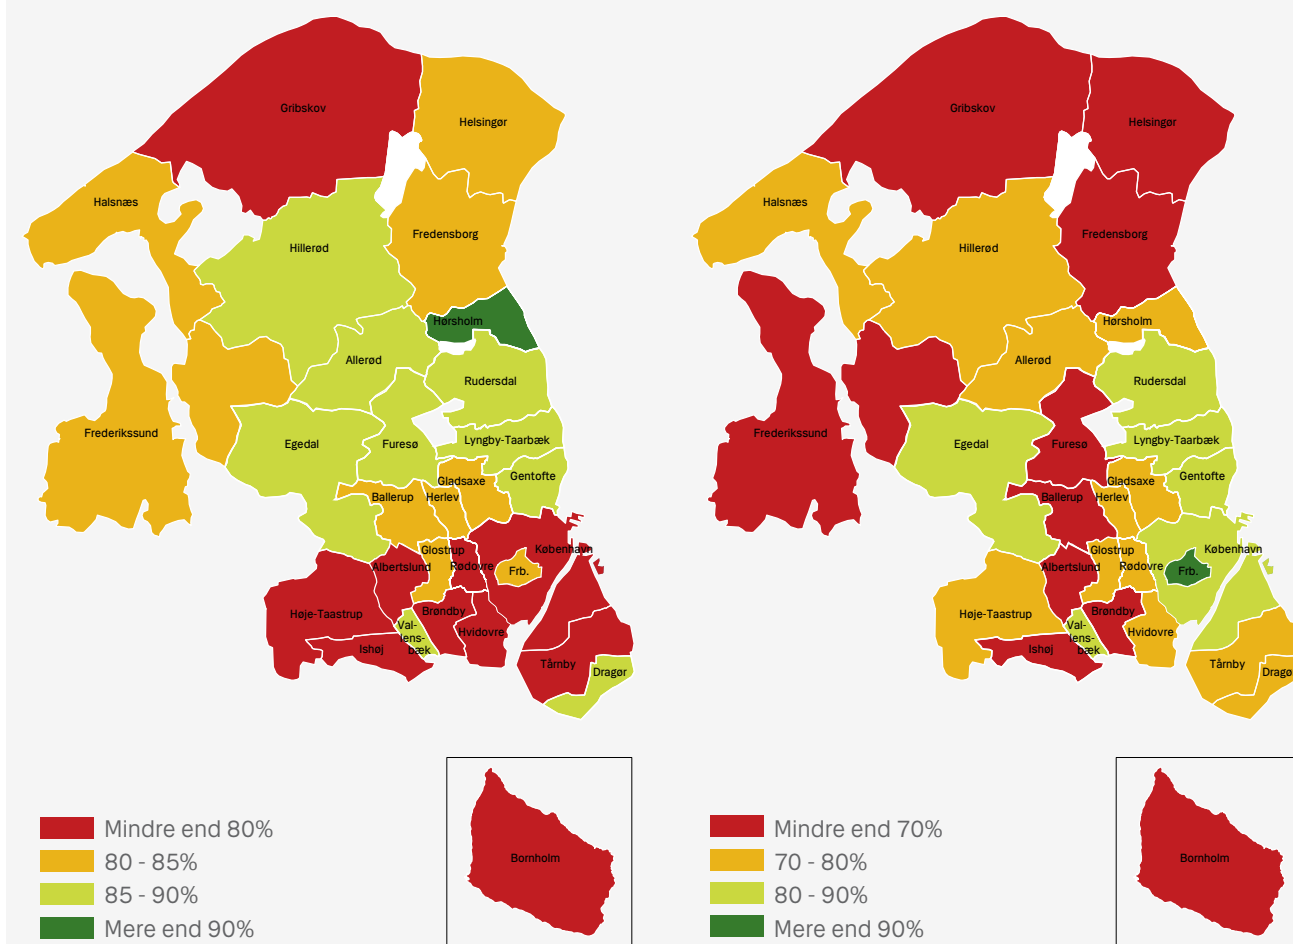 Gribskov
Helsingør
Halsnæs
Fredensborg
Hillerød
Hørsholm
Allerød
Rudersdal
Frederikssund
Egedal
Furesø
Lyngby-Taarbæk
Gentofte
Gladsaxe
Ballerup
Herlev
Glostrup
København
Albertslund
Rødovre
Frb.
Høje-Taastrup
Brøndby
Val-
lens-
bæk
Hvidovre
Ishøj
Tårnby
Dragør
Bornholm
Mindre end 80%
80 - 85%
85 - 90%
Mere end 90%
Gribskov
Helsingør
Halsnæs
Fredensborg
Hillerød
Hørsholm
Allerød
Rudersdal
Frederikssund
Egedal
Furesø
Lyngby-Taarbæk
Gentofte
Gladsaxe
Ballerup
Herlev
Glostrup
København
Albertslund
Rødovre
Frb.
Høje-Taastrup
Brøndby
Val-
lens-
bæk
Hvidovre
Ishøj
Tårnby
Dragø
Bornholm
Mindre end 70%
70 - 80%
80 - 90%
Mere end 90%